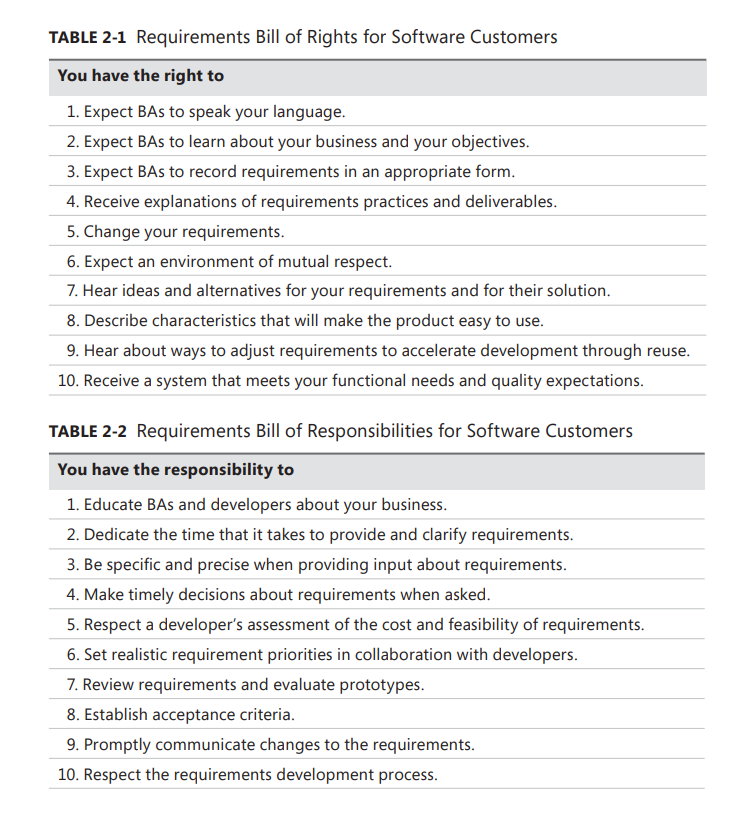 TABLE 2-1 Requirements Bill of Rights for Software Customers
You have the right to
1. Expect BAs to speak your language.
2. Expect BAs to learn about your business and your objectives.
3. Expect BAs to record requirements in an appropriate form.
4. Receive explanations of requirements practices and deliverables.
5. Change your requirements.
6. Expect an environment of mutual respect.
7. Hear ideas and alternatives for your requirements and for their solution.
8. Describe characteristics that will make the product easy to use.
9. Hear about ways to adjust requirements to accelerate development through reuse.
10. Receive a system that meets your functional needs and quality expectations.
TABLE 2-2 Requirements Bill of Responsibilities for Software Customers
You have the responsibility to
1. Educate BAs and developers about your business.
2. Dedicate the time that it takes to provide and clarify requirements.
3. Be specific and precise when providing input about requirements.
4. Make timely decisions about requirements when asked.
5. Respect a developer’s assessment of the cost and feasibility of requirements.
6. Set realistic requirement priorities in collaboration with developers.
7. Review requirements and evaluate prototypes.
8. Establish acceptance criteria.
9. Promptly communicate changes to the requirements.
10. Respect the requirements development process.